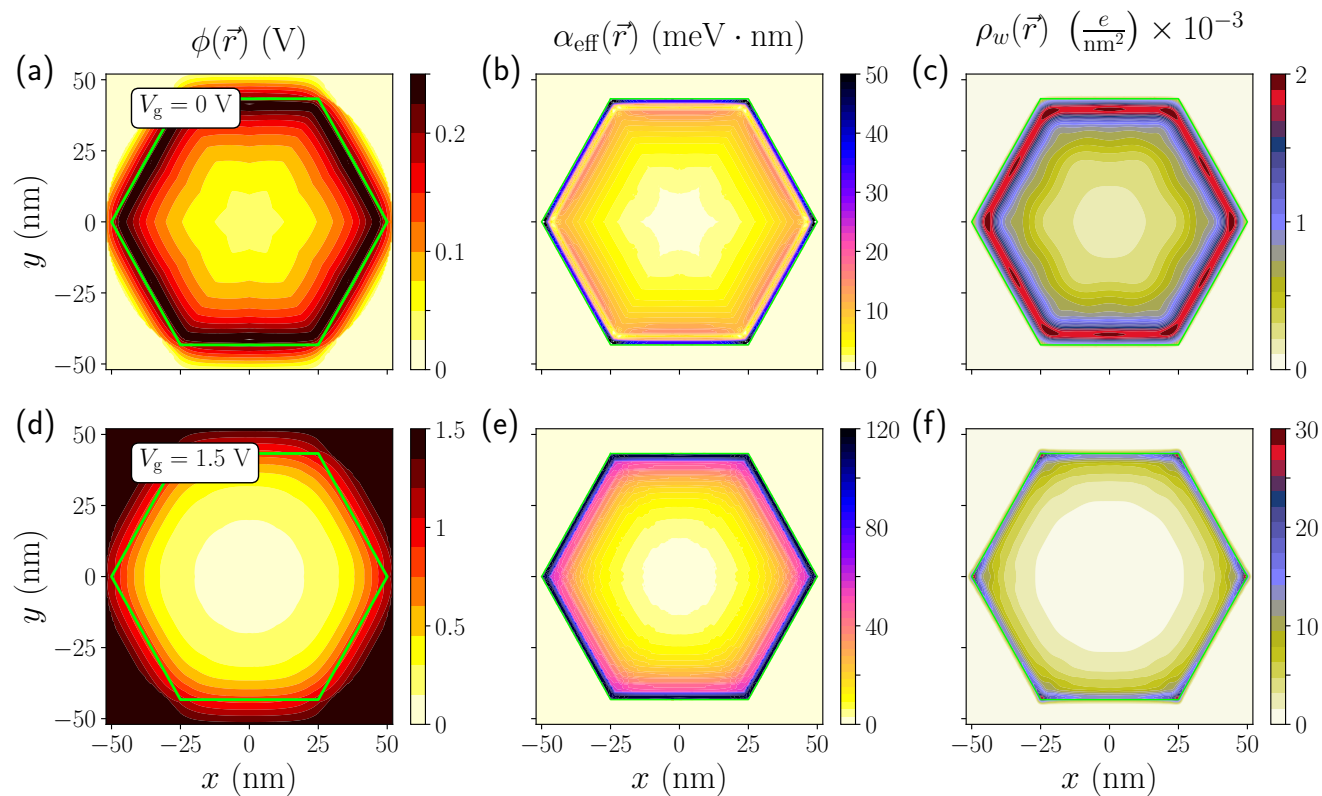 ϕ(r⃗) (V)
α_eff(r⃗) (meV · nm)
ρ_w(r⃗) (e/nm²) × 10⁻³
(a)
V_g = 0 V
50
25
0
−25
−50
y (nm)
0.2
0.1
0
(b)
50
40
30
20
10
0
(c)
2
1
0
(d)
V_g = 1.5 V
50
25
0
−25
−50
y (nm)
−50 −25 0 25 50
x (nm)
1.5
1
0.5
0
(e)
−50 −25 0 25 50
x (nm)
120
80
40
0
(f)
−50 −25 0 25 50
x (nm)
30
20
10
0